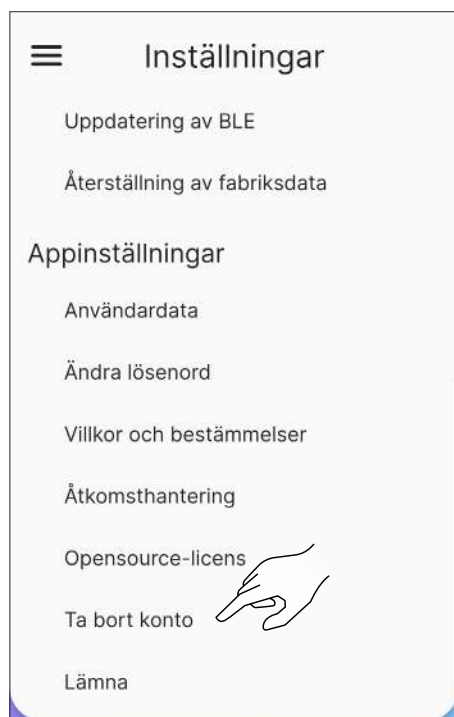 Inställningar
Uppdatering av BLE
Återställning av fabriksdata
Appinställningar
Användardata
Ändra lösenord
Villkor och bestämmelser
Åtkomsthantering
Opensource-licens
Ta bort konto
Lämna